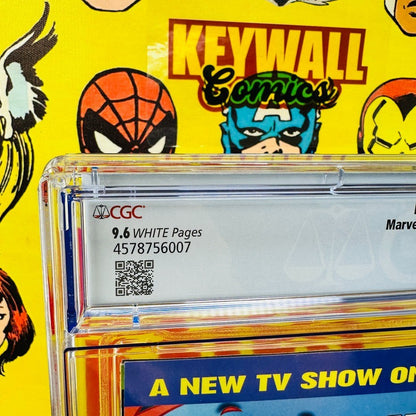 KEYWALL
Comics
CGC
9.6 WHITE Pages
4578756007
Marve
A NEW TV SHOW ON